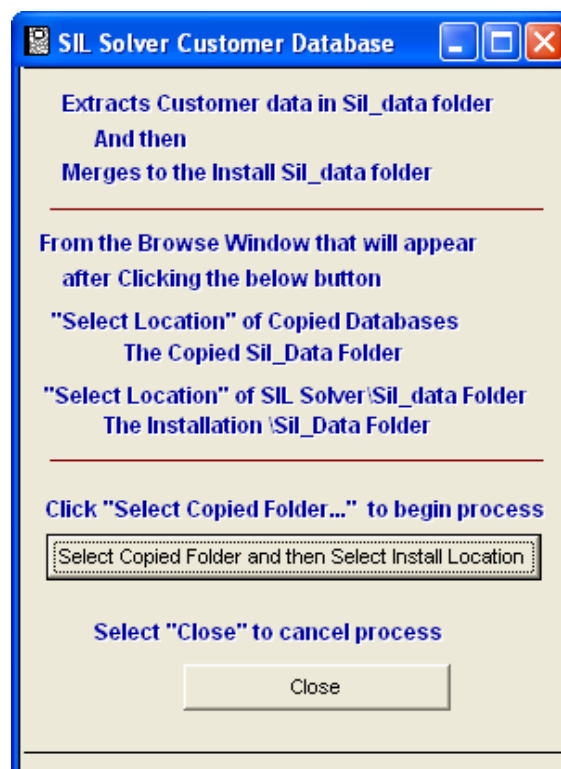 SIL Solver Customer Database
Extracts Customer data in Sil_data folder
And then
Merges to the Install Sil_data folder
From the Browse Window that will appear
after Clicking the below button
"Select Location" of Copied Databases
The Copied Sil_Data Folder
"Select Location" of SIL Solver\Sil_data Folder
The Installation \Sil_Data Folder
Click "Select Copied Folder..." to begin process
Select Copied Folder and then Select Install Location
Select "Close" to cancel process
Close